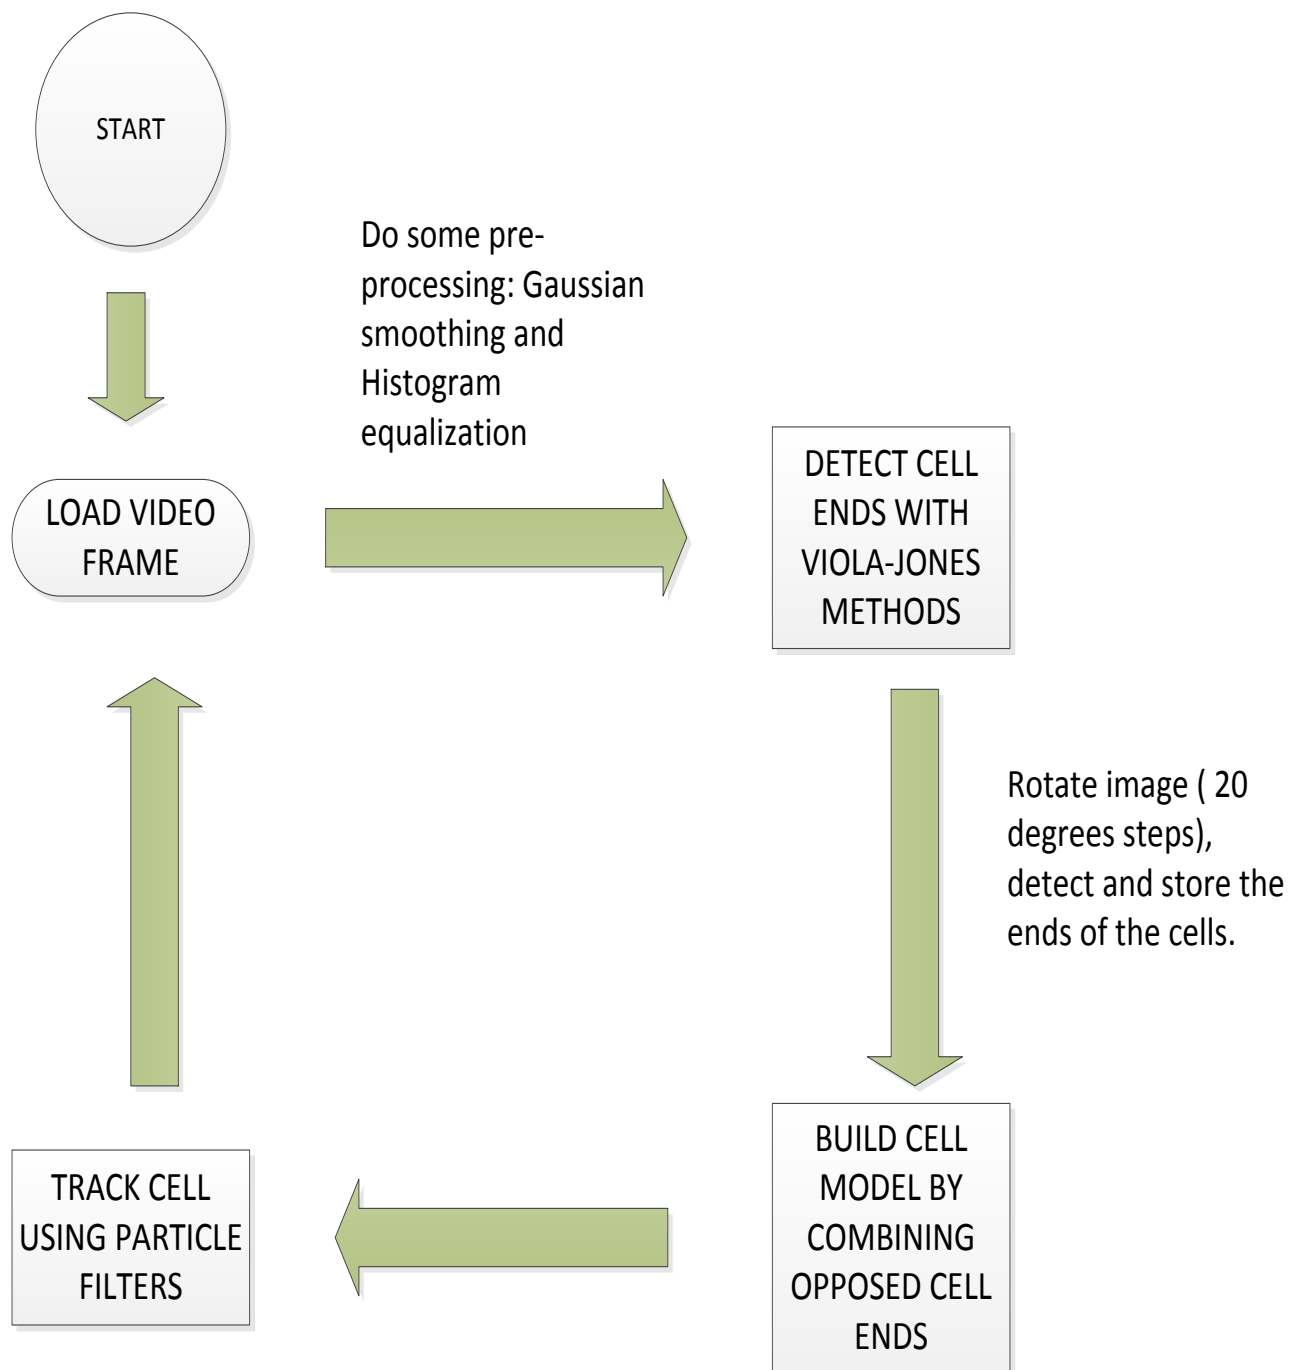 START
Do some pre-
processing: Gaussian
smoothing and
Histogram
equalization
LOAD VIDEO
FRAME
DETECT CELL
ENDS WITH
VIOLA-JONES
METHODS
Rotate image ( 20
degrees steps),
detect and store the
ends of the cells.
BUILD CELL
MODEL BY
COMBINING
OPPOSED CELL
ENDS
TRACK CELL
USING PARTICLE
FILTERS